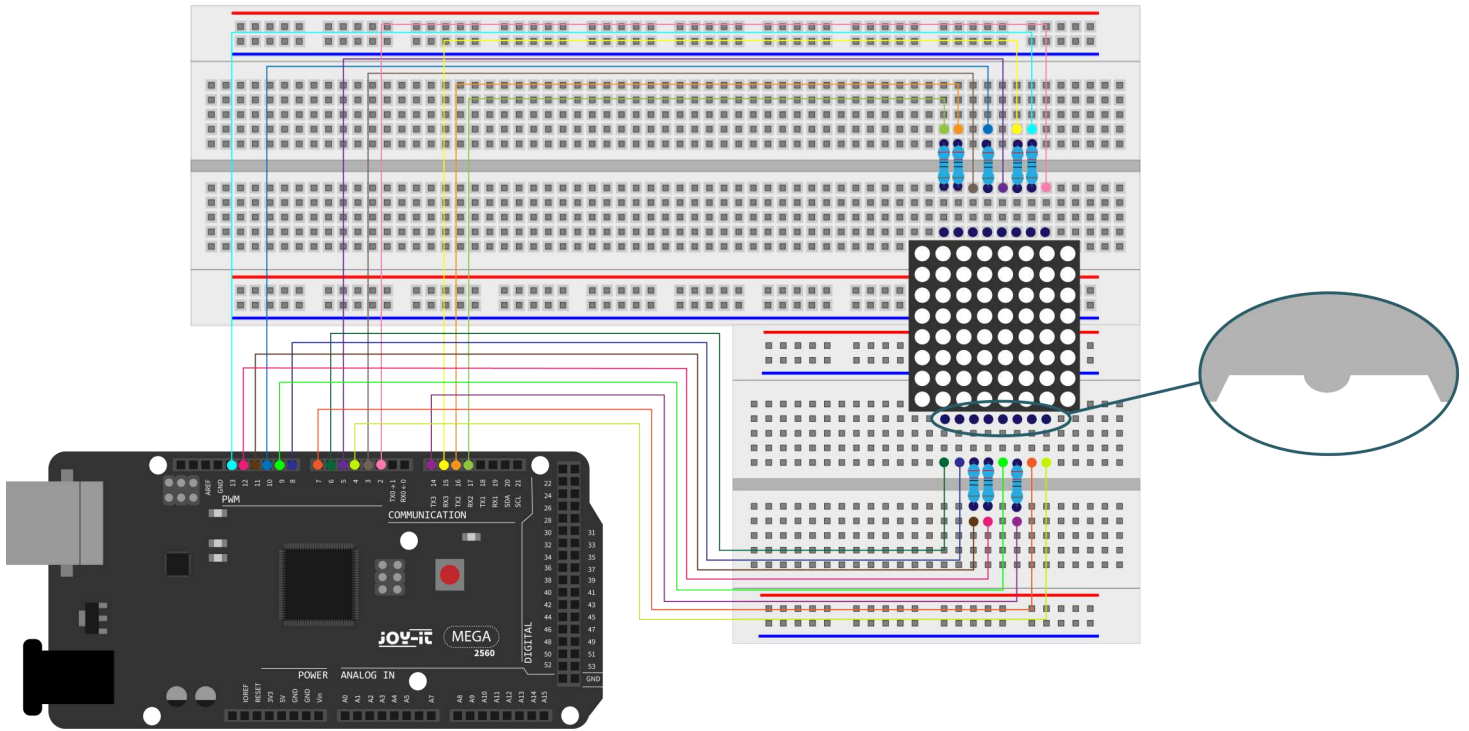 AREF
GND
13
12
11
10
9
8
7
6
5
4
3
2
TX0→1
RX0←0
TX3 14
RX3 15
TX2 16
RX2 17
TX1 18
RX1 19
SDA 20
SCL 21
PWM
COMMUNICATION
22
24
26
28
30 31
32 33
34 35
36 37
38 39
40 41
42 43
44 45
46 47
48 49
50 51
52 53
GND
DIGITAL
JOY-iT MEGA
2560
POWER ANALOG IN
IOREF
RESET
3V3
5V
GND
GND
Vin
A0
A1
A2
A3
A4
A5
A7
A8
A9
A10
A11
A12
A13
A14
A15